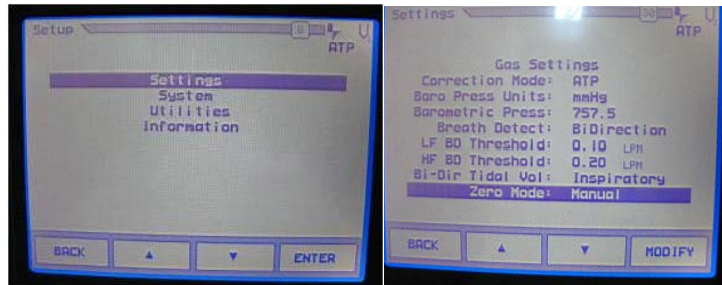 Setup
8
ATP
Settings
System
Utilities
Information
BACK
ENTER
Settings
30
ATP
Gas Settings
Correction Mode: ATP
Baro Press Units: mmHg
Barometric Press: 757.5
Breath Detect: BiDirection
LF BD Threshold: 0.10 LPM
HF BD Threshold: 0.20 LPM
Bi-Dir Tidal Vol: Inspiratory
Zero Mode: Manual
BACK
MODIFY